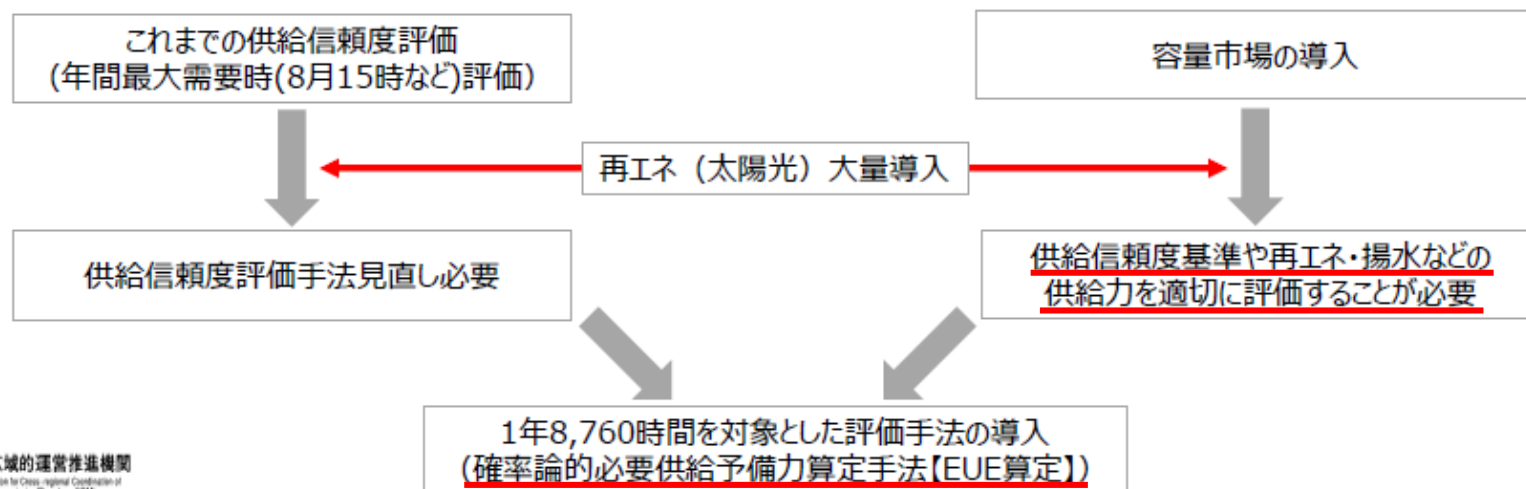 これまでの供給信頼度評価
(年間最大需要時(8月15時など)評価)
容量市場の導入
再エネ（太陽光）大量導入
供給信頼度評価手法見直し必要
供給信頼度基準や再エネ・揚水などの
供給力を適切に評価することが必要
1年8,760時間を対象とした評価手法の導入
(確率論的必要供給予備力算定手法【EUE算定】)
域的運営推進機関